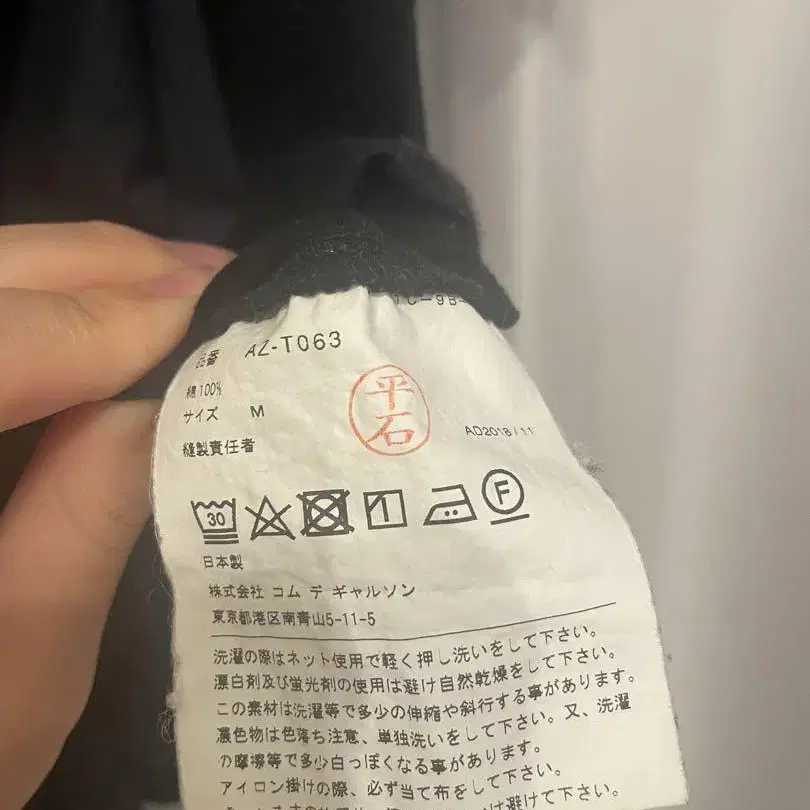 品番 AZ-T063
綿100%
サイズ M
縫製責任者
平石
AD2018/11
30
F
日本製
株式会社 コム デ ギャルソン
東京都港区南青山5-11-5
洗濯の際はネット使用で軽く押し洗いをして下さい。
漂白剤及び蛍光剤の使用は避け自然乾燥をして下さい。
この素材は洗濯等で多少の伸縮や斜行する事があります。
濃色物は色落ち注意、単独洗いをして下さい。又、洗濯
の摩擦等で多少白っぽくなる事があります。
アイロン掛けの際、必ず当て布をして下さい。
は避けて下さい。